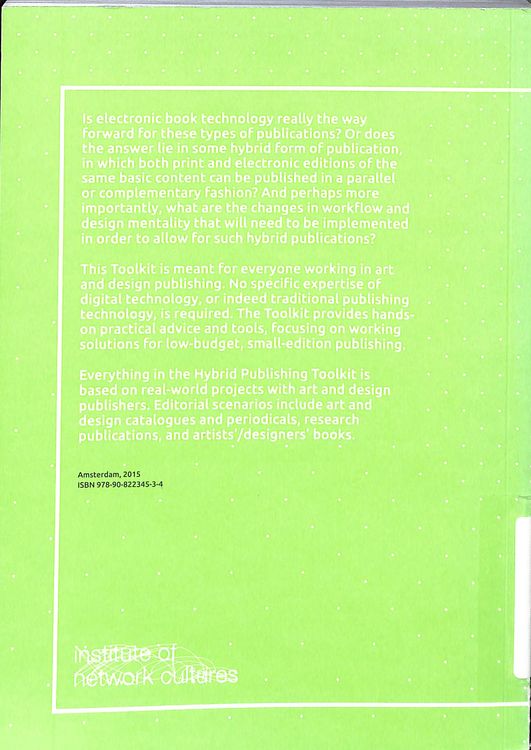 Is electronic book technology really the way
forward for these types of publications? Or does
the answer lie in some hybrid form of publication,
in which both print and electronic editions of the
same basic content can be published in a parallel
or complementary fashion? And perhaps more
importantly, what are the changes in workflow and
design mentality that will need to be implemented
in order to allow for such hybrid publications?
This Toolkit is meant for everyone working in art
and design publishing. No specific expertise of
digital technology, or indeed traditional publishing
technology, is required. The Toolkit provides hands-
on practical advice and tools, focusing on working
solutions for low-budget, small-edition publishing.
Everything in the Hybrid Publishing Toolkit is
based on real-world projects with art and design
publishers. Editorial scenarios include art and
design catalogues and periodicals, research
publications, and artists'/designers' books.
Amsterdam, 2015
ISBN 978-90-822345-3-4
institute of
network cultures